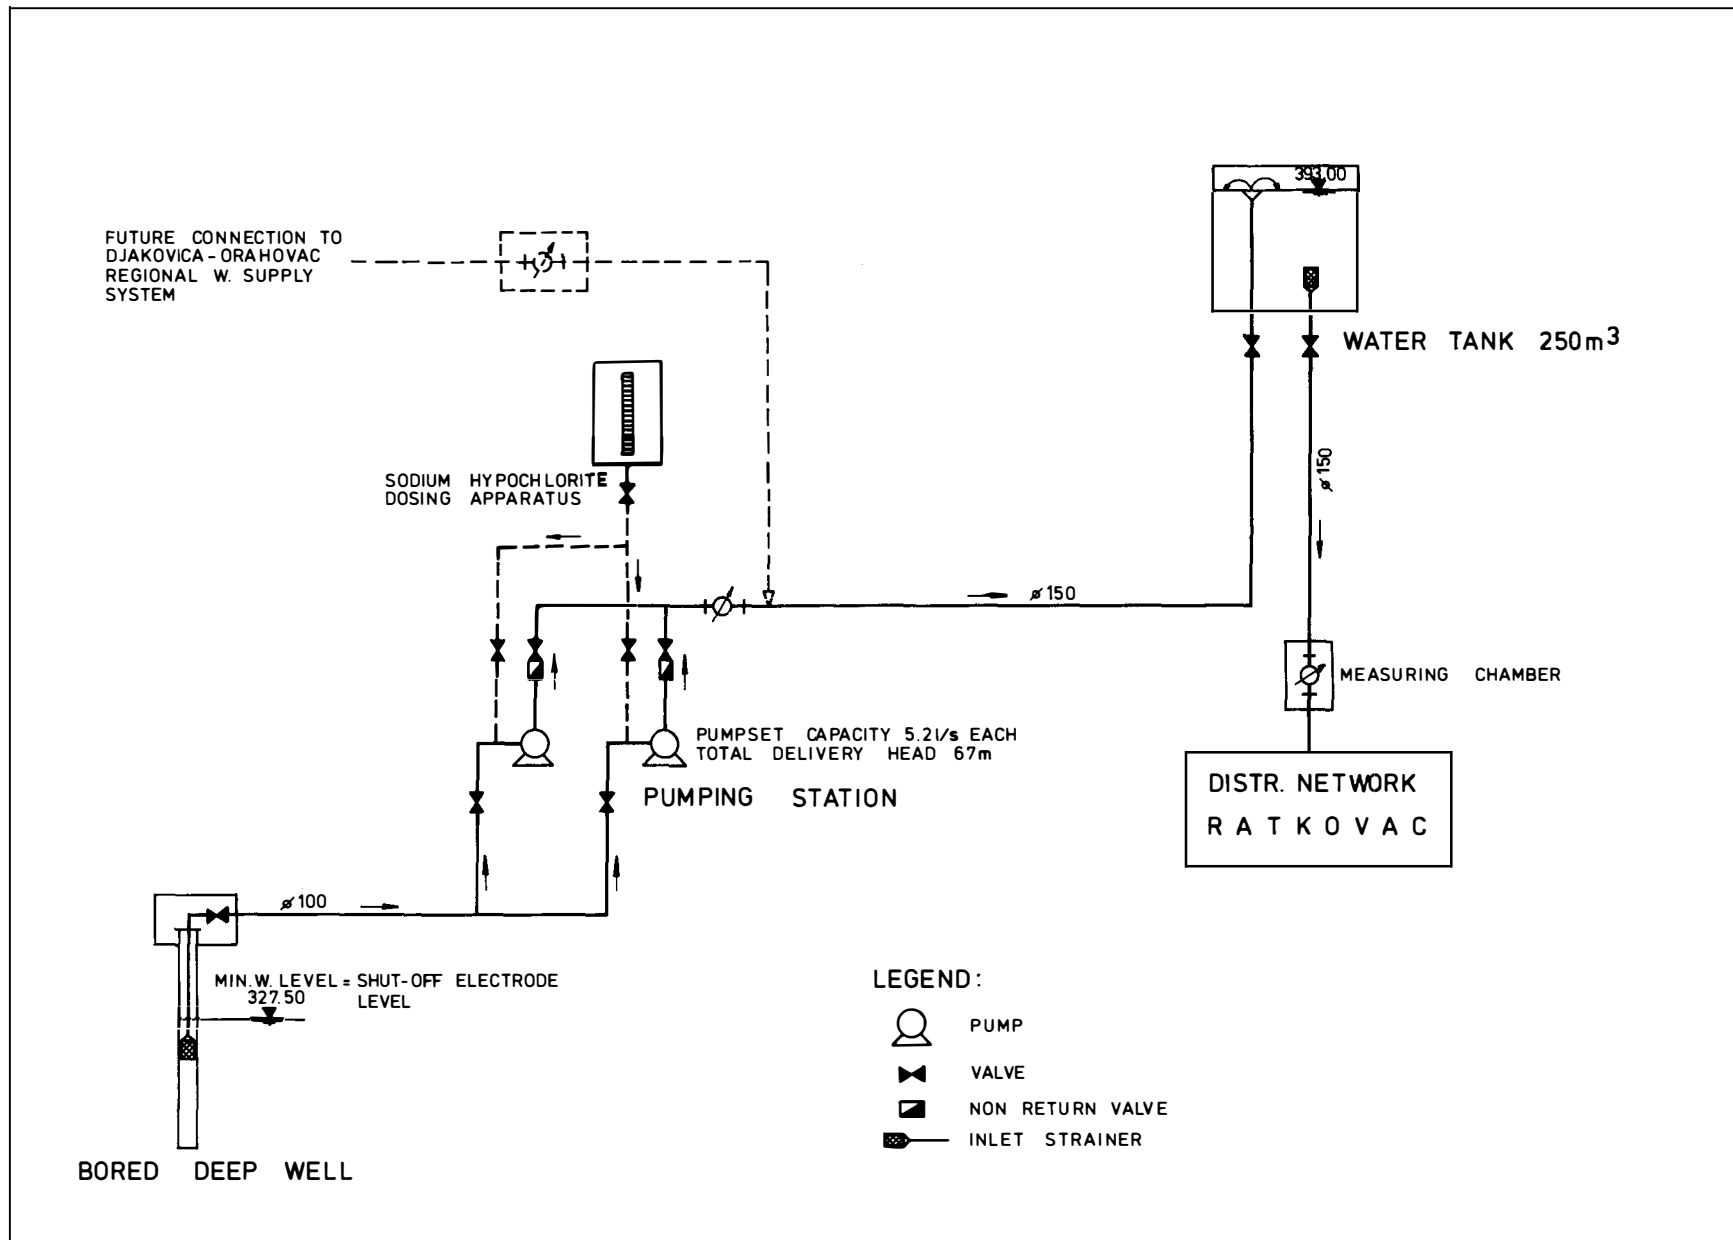 393.00
FUTURE CONNECTION TO
DJAKOVICA-ORAHOVAC
REGIONAL W. SUPPLY
SYSTEM
WATER TANK 250m³
SODIUM HYPOCHLORITE
DOSING APPARATUS
ø150
ø150
MEASURING CHAMBER
PUMPSET CAPACITY 5.2l/s EACH
TOTAL DELIVERY HEAD 67m
PUMPING STATION
DISTR. NETWORK
RATKOVAC
ø100
MIN.W. LEVEL = SHUT-OFF ELECTRODE
327.50 LEVEL
BORED DEEP WELL
LEGEND:
PUMP
VALVE
NON RETURN VALVE
INLET STRAINER